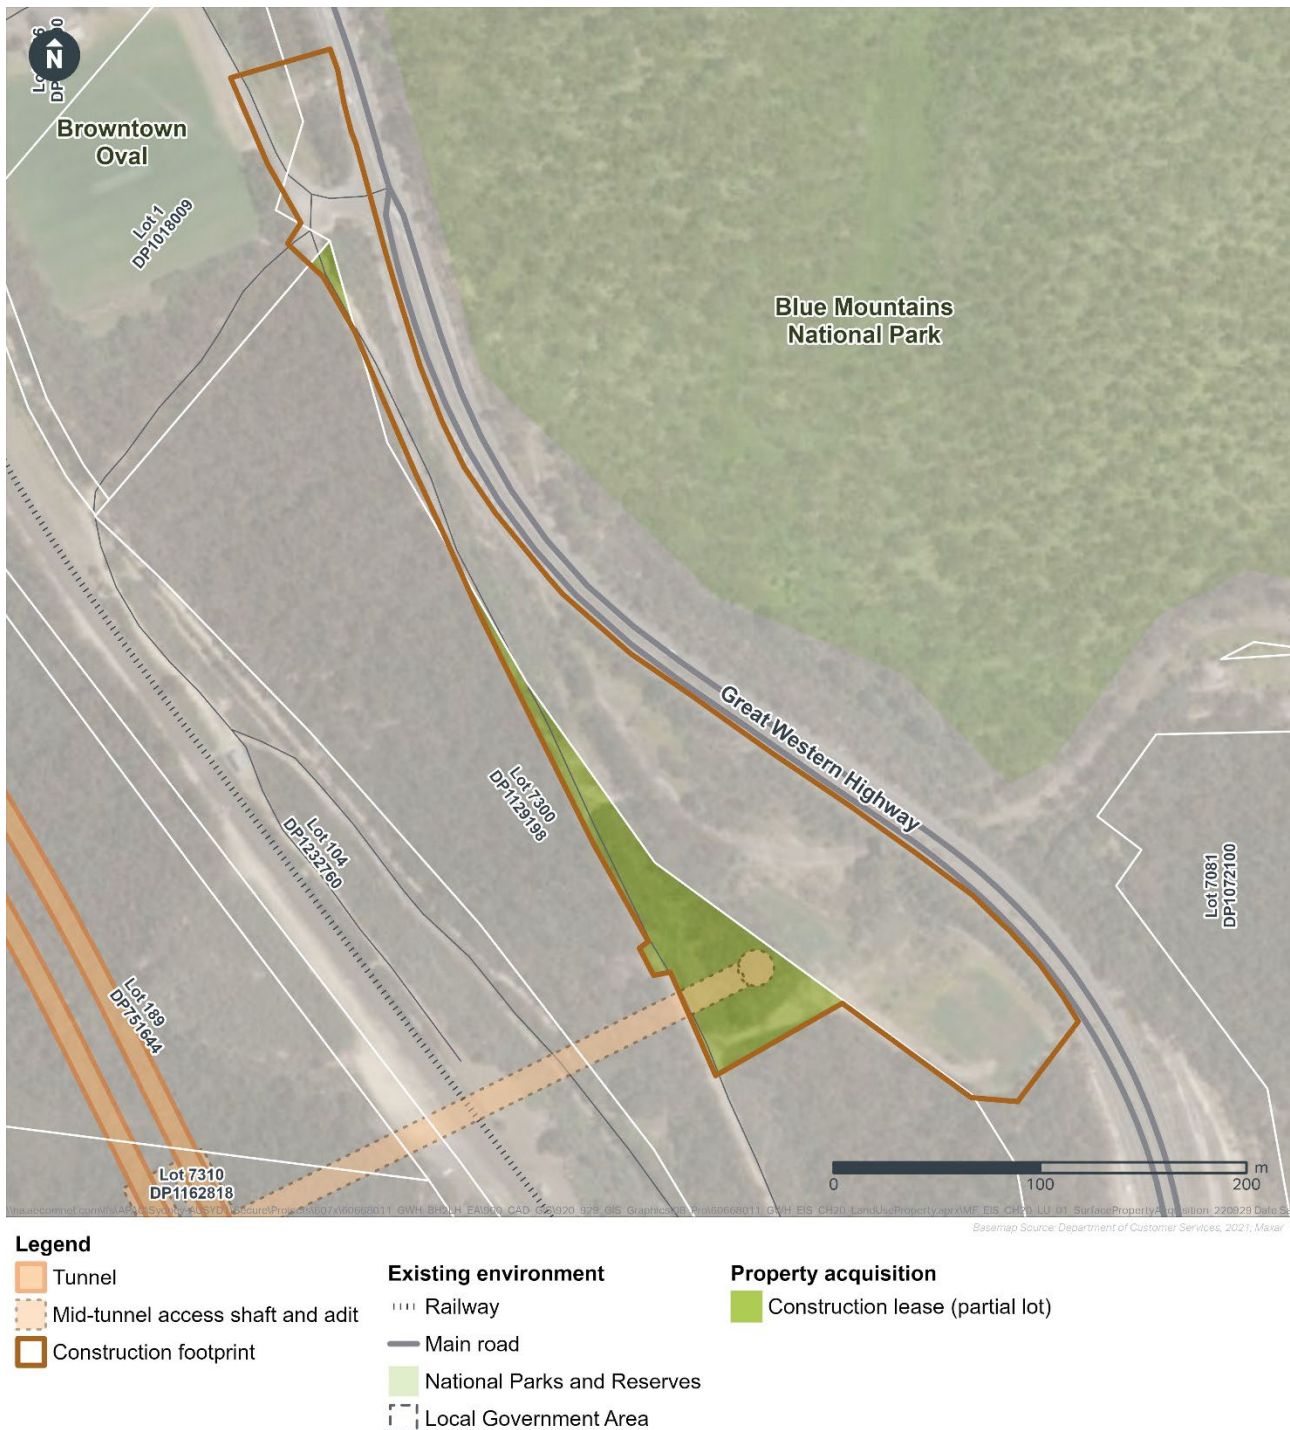 N
Browntown
Oval
Lot 1
DP1018009
Blue Mountains
National Park
Great Western Highway
Lot 7300
DP1129198
Lot 104
DP1232760
Lot 7081
DP1072100
Lot 189
DP751644
Lot 7310
DP1162818
m
0
100
200
Basemap Source: Department of Customer Services, 2021, Maxar
Legend
Tunnel
Mid-tunnel access shaft and adit
Construction footprint
Existing environment
Railway
Main road
National Parks and Reserves
Local Government Area
Property acquisition
Construction lease (partial lot)